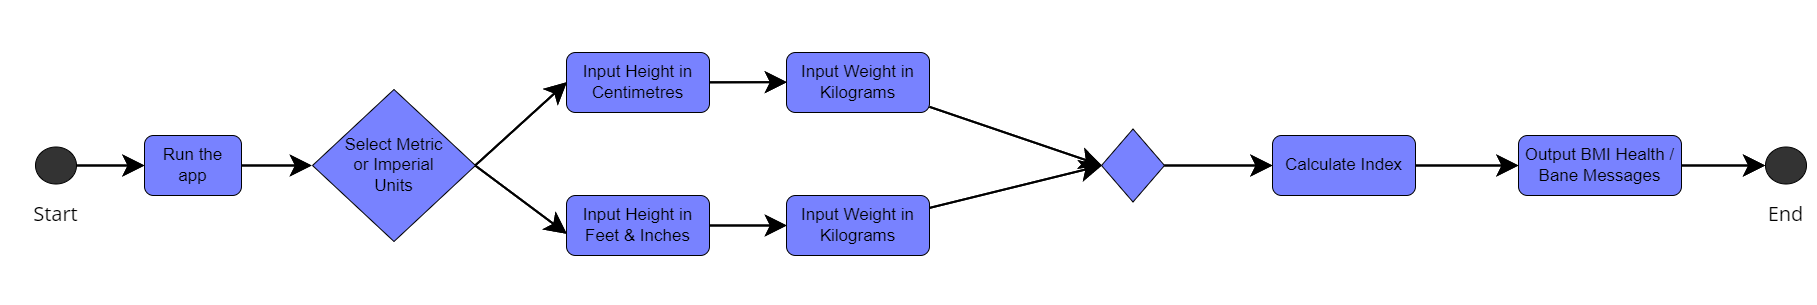 Start
Run the
app
Select Metric
or Imperial
Units
Input Height in
Centimetres
Input Weight in
Kilograms
Input Height in
Feet & Inches
Input Weight in
Kilograms
Calculate Index
Output BMI Health /
Bane Messages
End